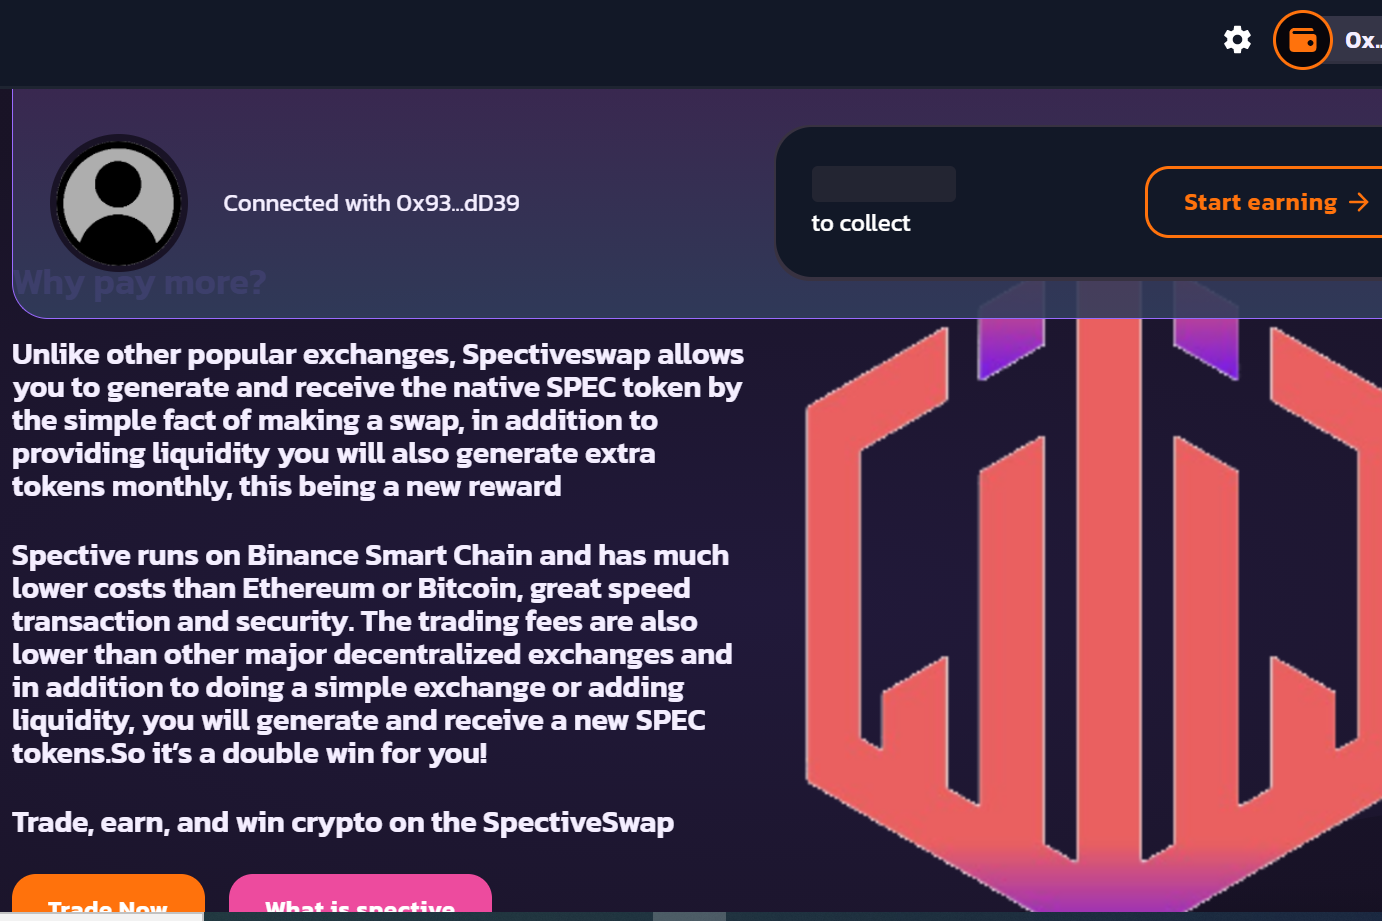 0x..
Connected with 0x93...dD39
to collect
Start earning
Why pay more?
Unlike other popular exchanges, Spectiveswap allows
you to generate and receive the native SPEC token by
the simple fact of making a swap, in addition to
providing liquidity you will also generate extra
tokens monthly, this being a new reward
Spective runs on Binance Smart Chain and has much
lower costs than Ethereum or Bitcoin, great speed
transaction and security. The trading fees are also
lower than other major decentralized exchanges and
in addition to doing a simple exchange or adding
liquidity, you will generate and receive a new SPEC
tokens.So it’s a double win for you!
Trade, earn, and win crypto on the SpectiveSwap
Trade Now
What is spective